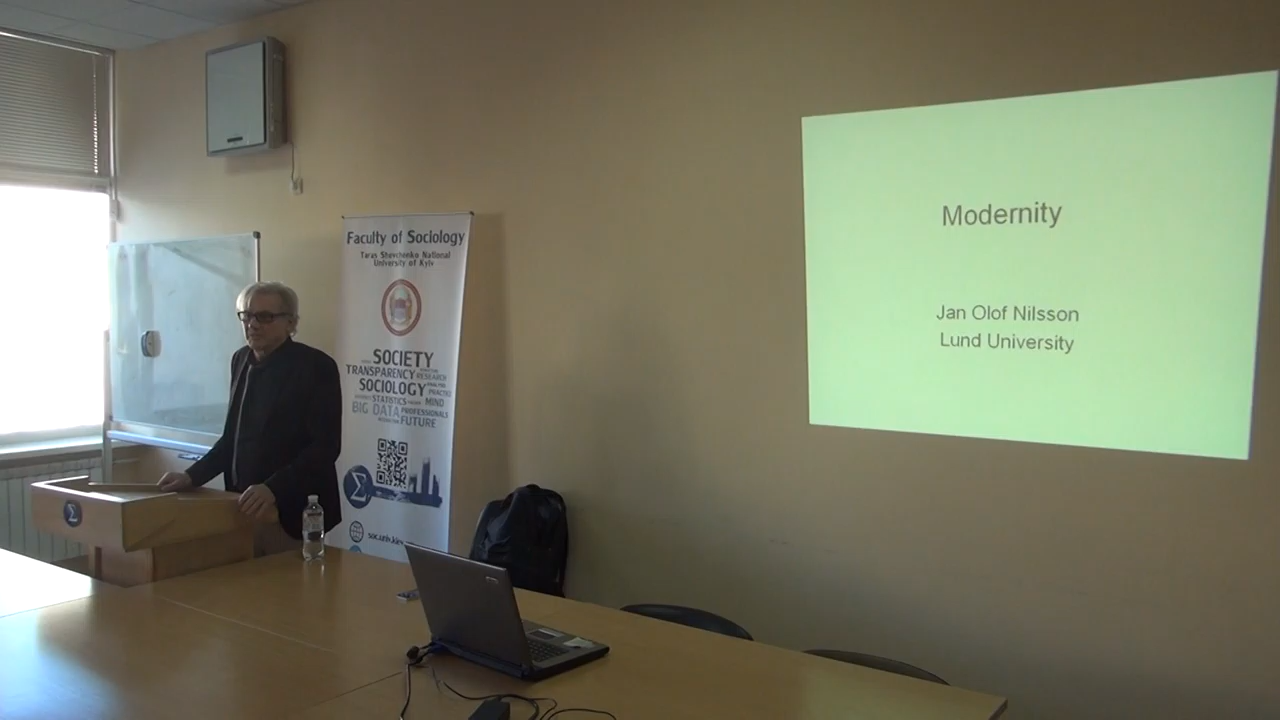 Faculty of Sociology
Taras Shevchenko National
University of Kyiv
SOCIETY
TRANSPARENCY
RESEARCH
SOCIOLOGY
PRACTICE
STATISTICS
MIND
BIG DATA
PROFESSIONALS
FUTURE
Σ
Σ
Modernity
Jan Olof Nilsson
Lund University